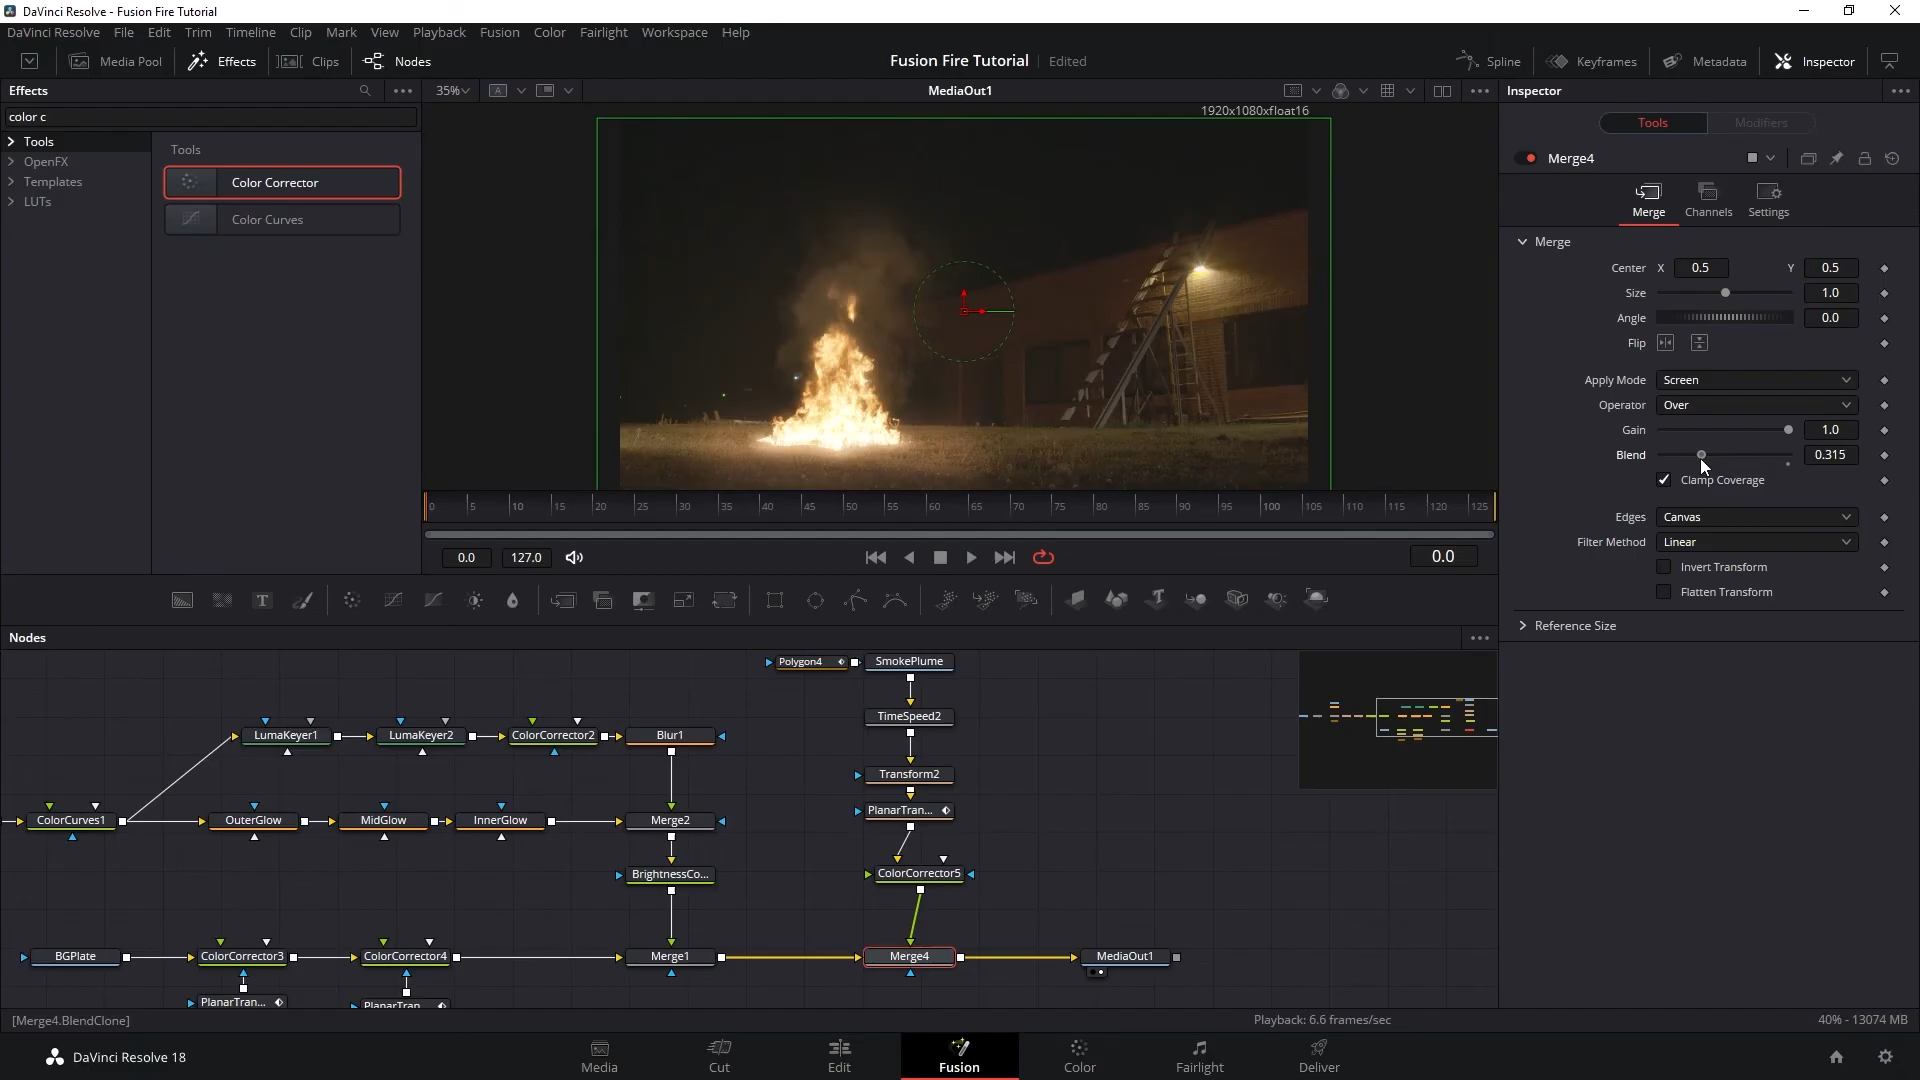 DaVinci Resolve - Fusion Fire Tutorial
DaVinci Resolve File Edit Trim Timeline Clip Mark View Playback Fusion Color Fairlight Workspace Help
Media Pool Effects Clips Nodes Fusion Fire Tutorial Edited Spline Keyframes Metadata Inspector
Effects 35% A MediaOut1 Inspector
1920x1080xfloat16
color c
Tools
OpenFX
Templates
LUTs
Tools
Color Corrector
Color Curves
Tools Modifiers
Merge4
Merge Channels Settings
Merge
Center X 0.5 Y 0.5
Size 1.0
Angle 0.0
Flip
Apply Mode Screen
Operator Over
Gain 1.0
Blend 0.315
Clamp Coverage
Edges Canvas
Filter Method Linear
Invert Transform
Flatten Transform
Reference Size
0 5 10 15 20 25 30 35 40 45 50 55 60 65 70 75 80 85 90 95 100 105 110 115 120 125
0.0 127.0 0.0
T
Nodes
Polygon4 SmokePlume
TimeSpeed2
LumaKeyer1 LumaKeyer2 ColorCorrector2 Blur1
Transform2
PlanarTran...
ColorCurves1 OuterGlow MidGlow InnerGlow Merge2
BrightnessCo... ColorCorrector5
BGPlate ColorCorrector3 ColorCorrector4 Merge1 Merge4 MediaOut1
PlanarTran... PlanarTran
[Merge4.BlendClone] Playback: 6.6 frames/sec 40% - 13074 MB
DaVinci Resolve 18 Media Cut Edit Fusion Color Fairlight Deliver